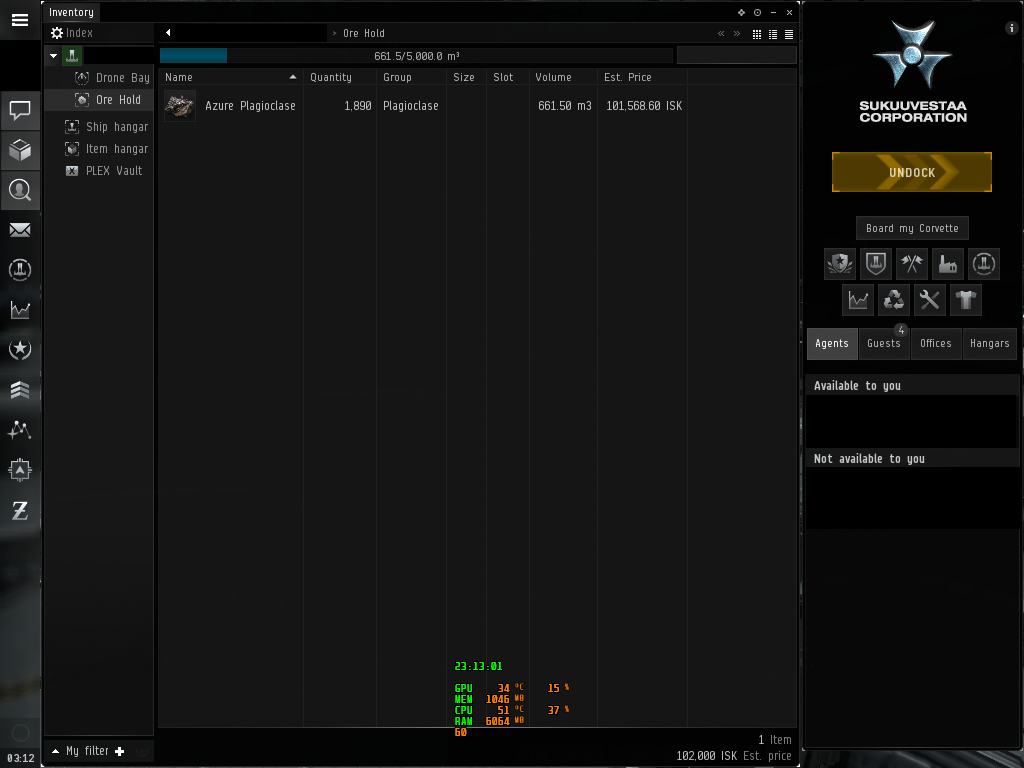 Inventory
Index
› Ore Hold
661.5/5,000.0 m³
Name Quantity Group Size Slot Volume Est. Price
Azure Plagioclase 1,890 Plagioclase 661.50 m3 101,568.60 ISK
Drone Bay
Ore Hold
Ship hangar
Item hangar
PLEX Vault
My filter
23:13:01
GPU 34 °C 15 %
MEM 1046 MB
CPU 51 °C 37 %
RAM 6064 MB
60
1 Item
102,000 ISK Est. price
03:12
SUKUUVESTAA
CORPORATION
UNDOCK
Board my Corvette
4
Agents Guests Offices Hangars
Available to you
Not available to you